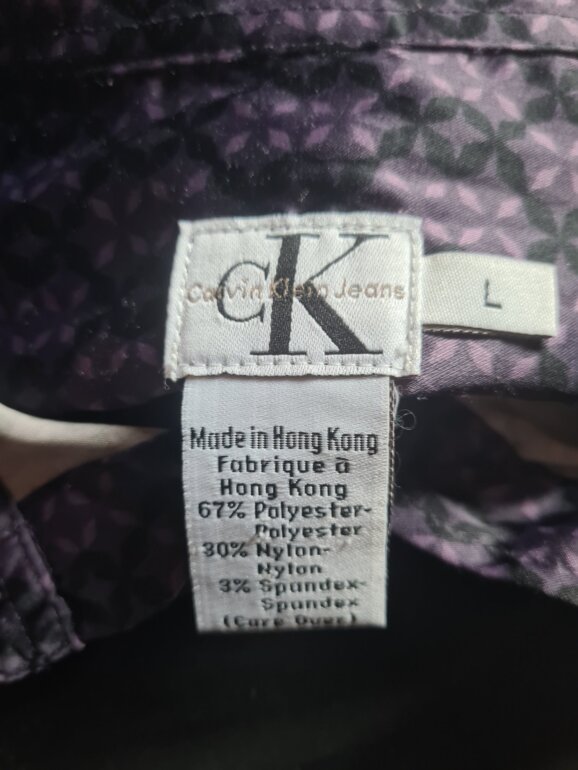 cK
Calvin Klein Jeans
L
Made in Hong Kong
Fabrique à
Hong Kong
67% Polyester-
Polyester
30% Nylon-
Nylon
3% Spandex-
Spandex
(Care Over)